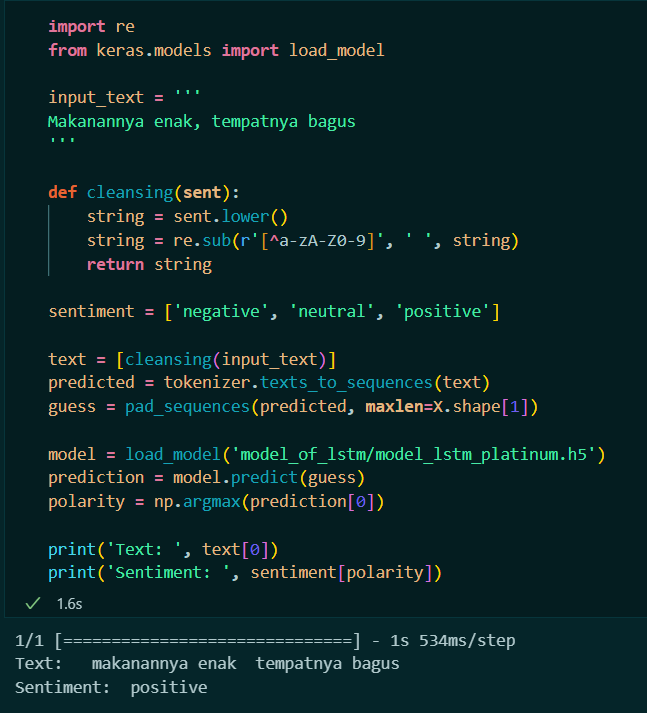 import re
from keras.models import load_model
input_text = '''
Makanannya enak, tempatnya bagus
'''
def cleansing(sent):
    string = sent.lower()
    string = re.sub(r'[^a-zA-Z0-9]', ' ', string)
    return string
sentiment = ['negative', 'neutral', 'positive']
text = [cleansing(input_text)]
predicted = tokenizer.texts_to_sequences(text)
guess = pad_sequences(predicted, maxlen=X.shape[1])
model = load_model('model_of_lstm/model_lstm_platinum.h5')
prediction = model.predict(guess)
polarity = np.argmax(prediction[0])
print('Text: ', text[0])
print('Sentiment: ', sentiment[polarity])
✓ 1.6s
1/1 [==============================] - 1s 534ms/step
Text:   makanannya enak  tempatnya bagus
Sentiment:  positive